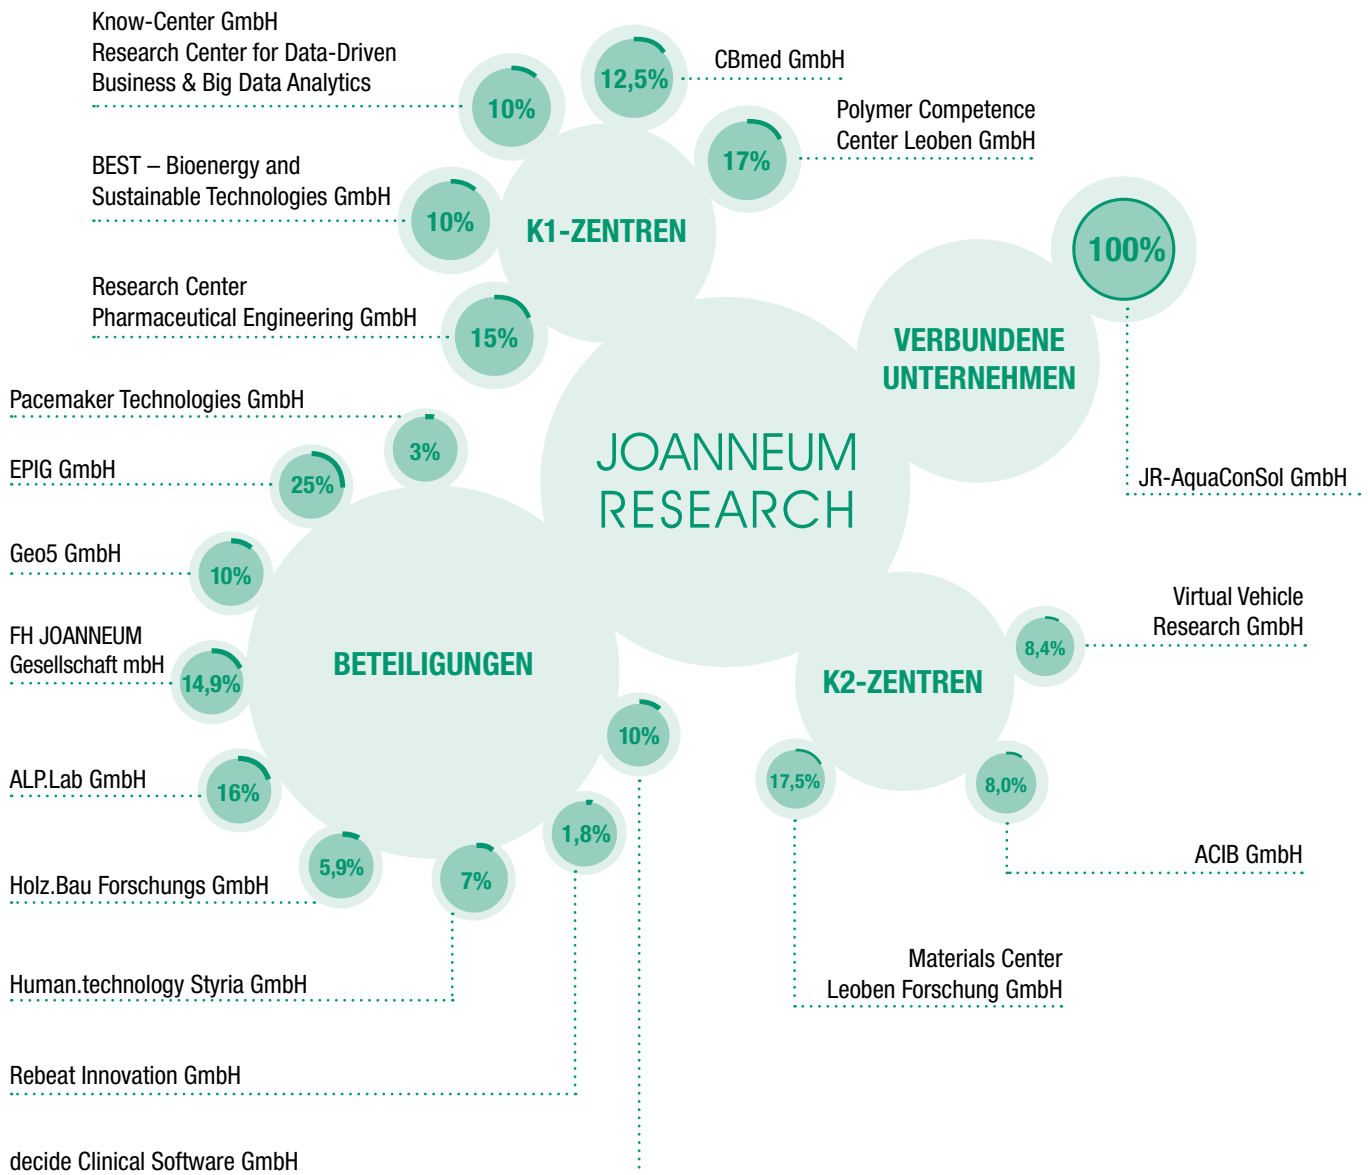 Know-Center GmbH
Research Center for Data-Driven
Business & Big Data Analytics
10%
12,5%
CBmed GmbH
Polymer Competence
Center Leoben GmbH
17%
BEST – Bioenergy and
Sustainable Technologies GmbH
10%
K1-ZENTREN
100%
Research Center
Pharmaceutical Engineering GmbH
15%
VERBUNDENE
UNTERNEHMEN
JR-AquaConSol GmbH
Pacemaker Technologies GmbH
3%
JOANNEUM
RESEARCH
EPIG GmbH
25%
Geo5 GmbH
10%
FH JOANNEUM
Gesellschaft mbH
14,9%
BETEILIGUNGEN
K2-ZENTREN
8,4%
Virtual Vehicle
Research GmbH
10%
ALP.Lab GmbH
16%
17,5%
8,0%
ACIB GmbH
1,8%
Holz.Bau Forschungs GmbH
5,9%
7%
Materials Center
Leoben Forschung GmbH
Human.technology Styria GmbH
Rebeat Innovation GmbH
decide Clinical Software GmbH